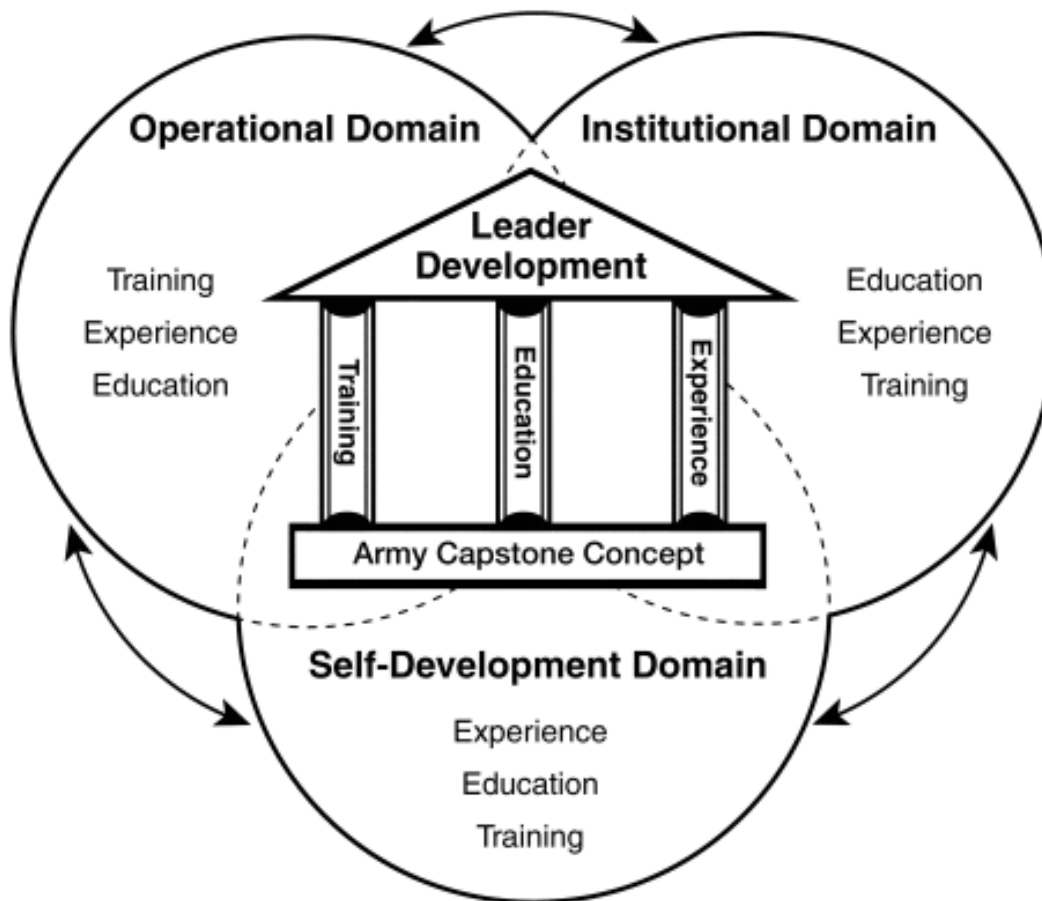 Operational Domain
Institutional Domain
Leader
Development
Training
Experience
Education
Education
Experience
Training
Training
Education
Experience
Army Capstone Concept
Self-Development Domain
Experience
Education
Training